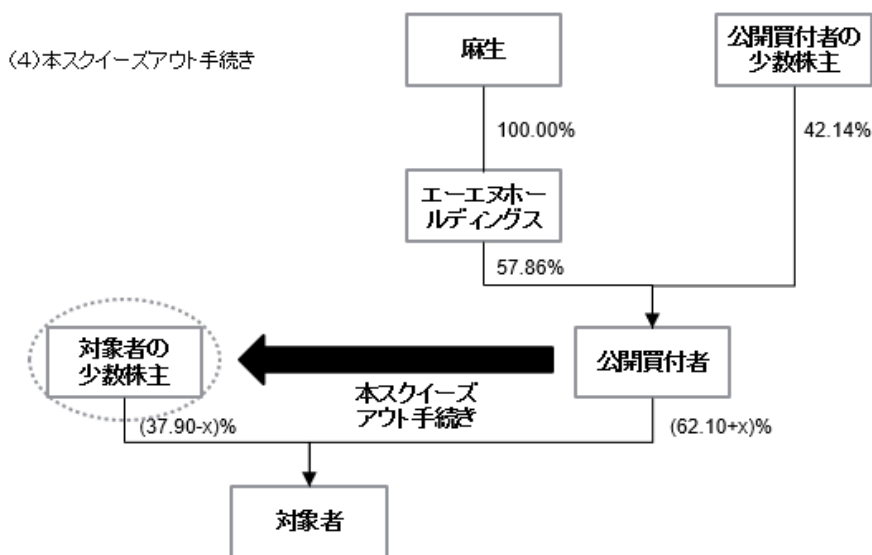 (4)本スクイーズアウト手続き
麻生
公開買付者の
少数株主
100.00%
42.14%
エーエヌホー
ルディングス
57.86%
対象者の
少数株主
公開買付者
本スクイーズ
アウト手続き
(37.90-x)%
(62.10+x)%
対象者